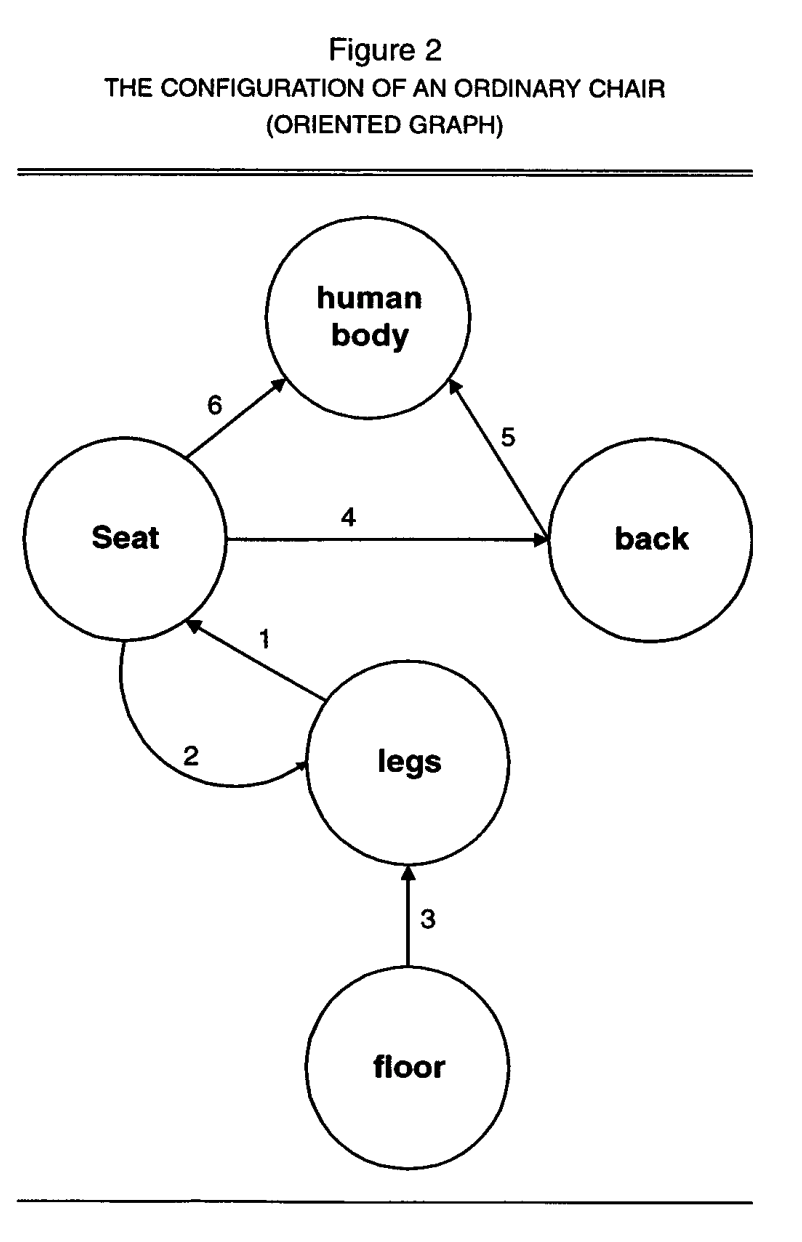 Figure 2
THE CONFIGURATION OF AN ORDINARY CHAIR
(ORIENTED GRAPH)
human
body
6
5
Seat
4
back
1
2
legs
3
floor